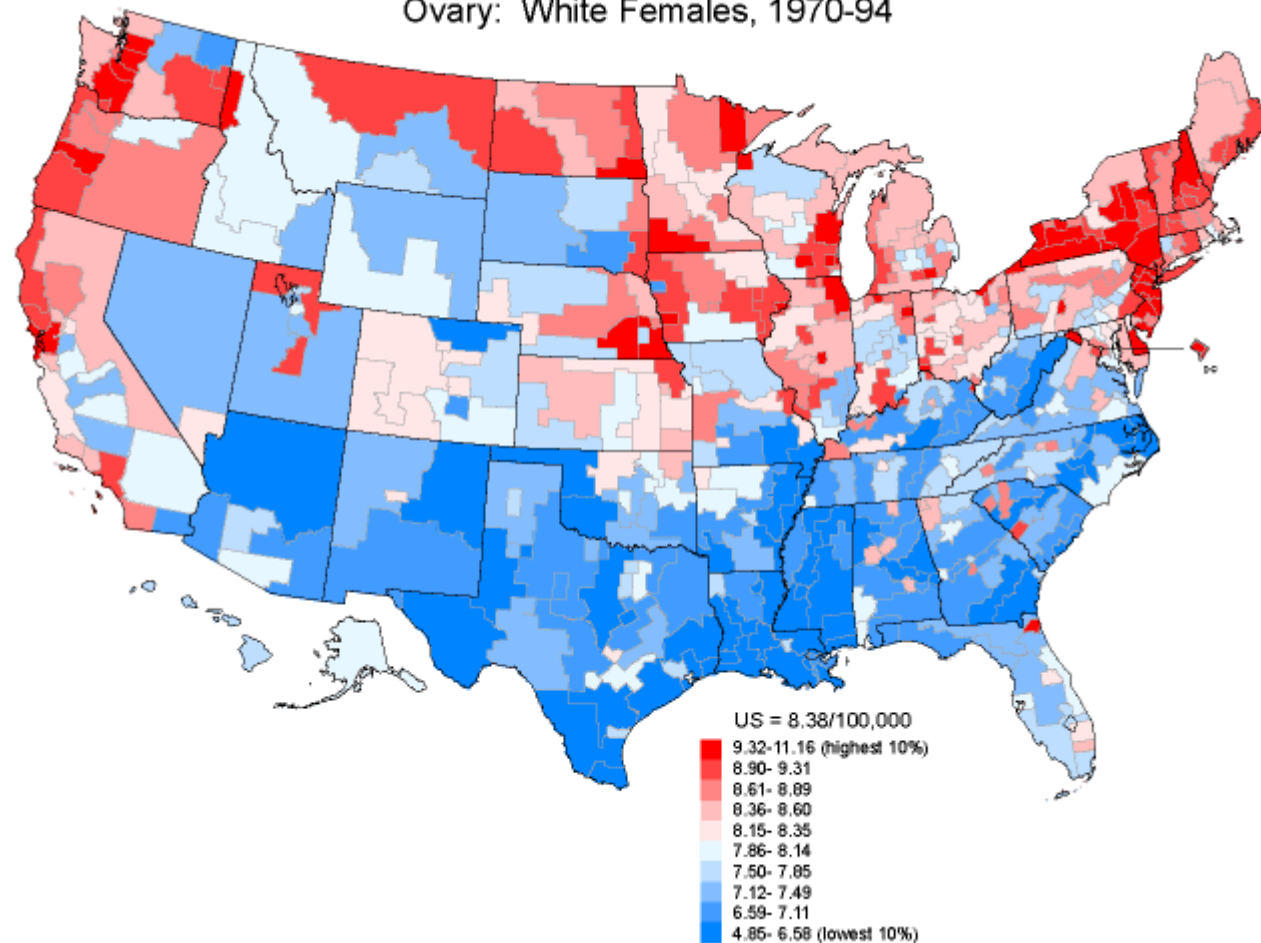 Ovary: White Females, 1970-94
US = 8.38/100,000
9.32-11.16 (highest 10%)
8.90- 9.31
8.61- 8.89
8.36- 8.60
8.15- 8.35
7.86- 8.14
7.50- 7.85
7.12- 7.49
6.59- 7.11
4.85- 6.58 (lowest 10%)